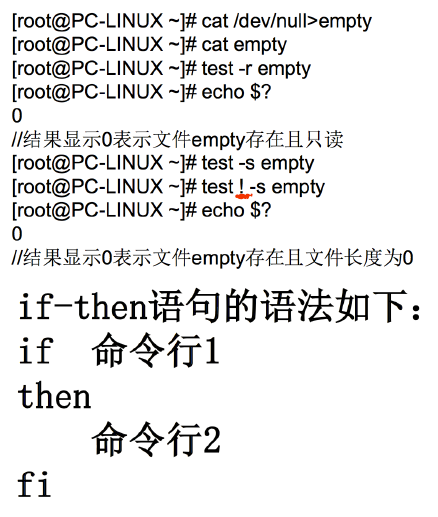 [root@PC-LINUX ~]# cat /dev/null>empty
[root@PC-LINUX ~]# cat empty
[root@PC-LINUX ~]# test -r empty
[root@PC-LINUX ~]# echo $?
0
//结果显示0表示文件empty存在且只读
[root@PC-LINUX ~]# test -s empty
[root@PC-LINUX ~]# test ! -s empty
[root@PC-LINUX ~]# echo $?
0
//结果显示0表示文件empty存在且文件长度为0
if-then语句的语法如下：
if 命令行1
then
命令行2
fi